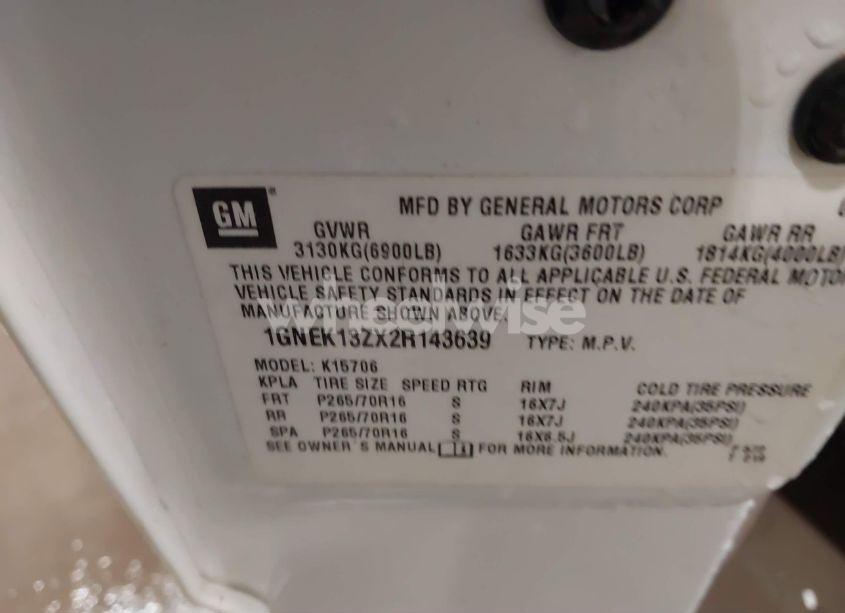 GM
MFD BY GENERAL MOTORS CORP
GVWR GAWR FRT GAWR RR
3130KG(6900LB) 1633KG(3600LB) 1814KG(4000LB)
THIS VEHICLE CONFORMS TO ALL APPLICABLE U.S. FEDERAL MOTOR
VEHICLE SAFETY STANDARDS IN EFFECT ON THE DATE OF
MANUFACTURE SHOWN ABOVE.
wheelwise
1GNEK13ZX2R143639 TYPE: M.P.V.
MODEL: K15706
KPLA TIRE SIZE SPEED RTG RIM COLD TIRE PRESSURE
FRT P265/70R16 S 16X7J 240KPA(35PSI)
RR P265/70R16 S 16X7J 240KPA(35PSI)
SPA P265/70R16 S 16X6.5J 240KPA(35PSI)
SEE OWNER'S MANUAL FOR MORE INFORMATION.